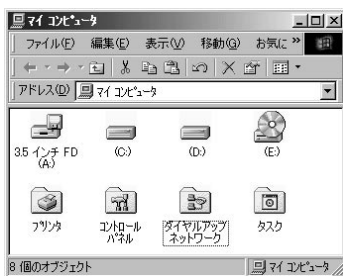 マイ コンピュータ
ファイル(F) 編集(E) 表示(V) 移動(G) お気に »
アドレス(D) マイ コンピュータ
3.5 インチ FD
(A:)
(C:)
(D:)
(E:)
プリンタ
コントロール
パネル
ダイヤルアップ
ネットワーク
タスク
8 個のオブジェクト
マイ コンピュータ